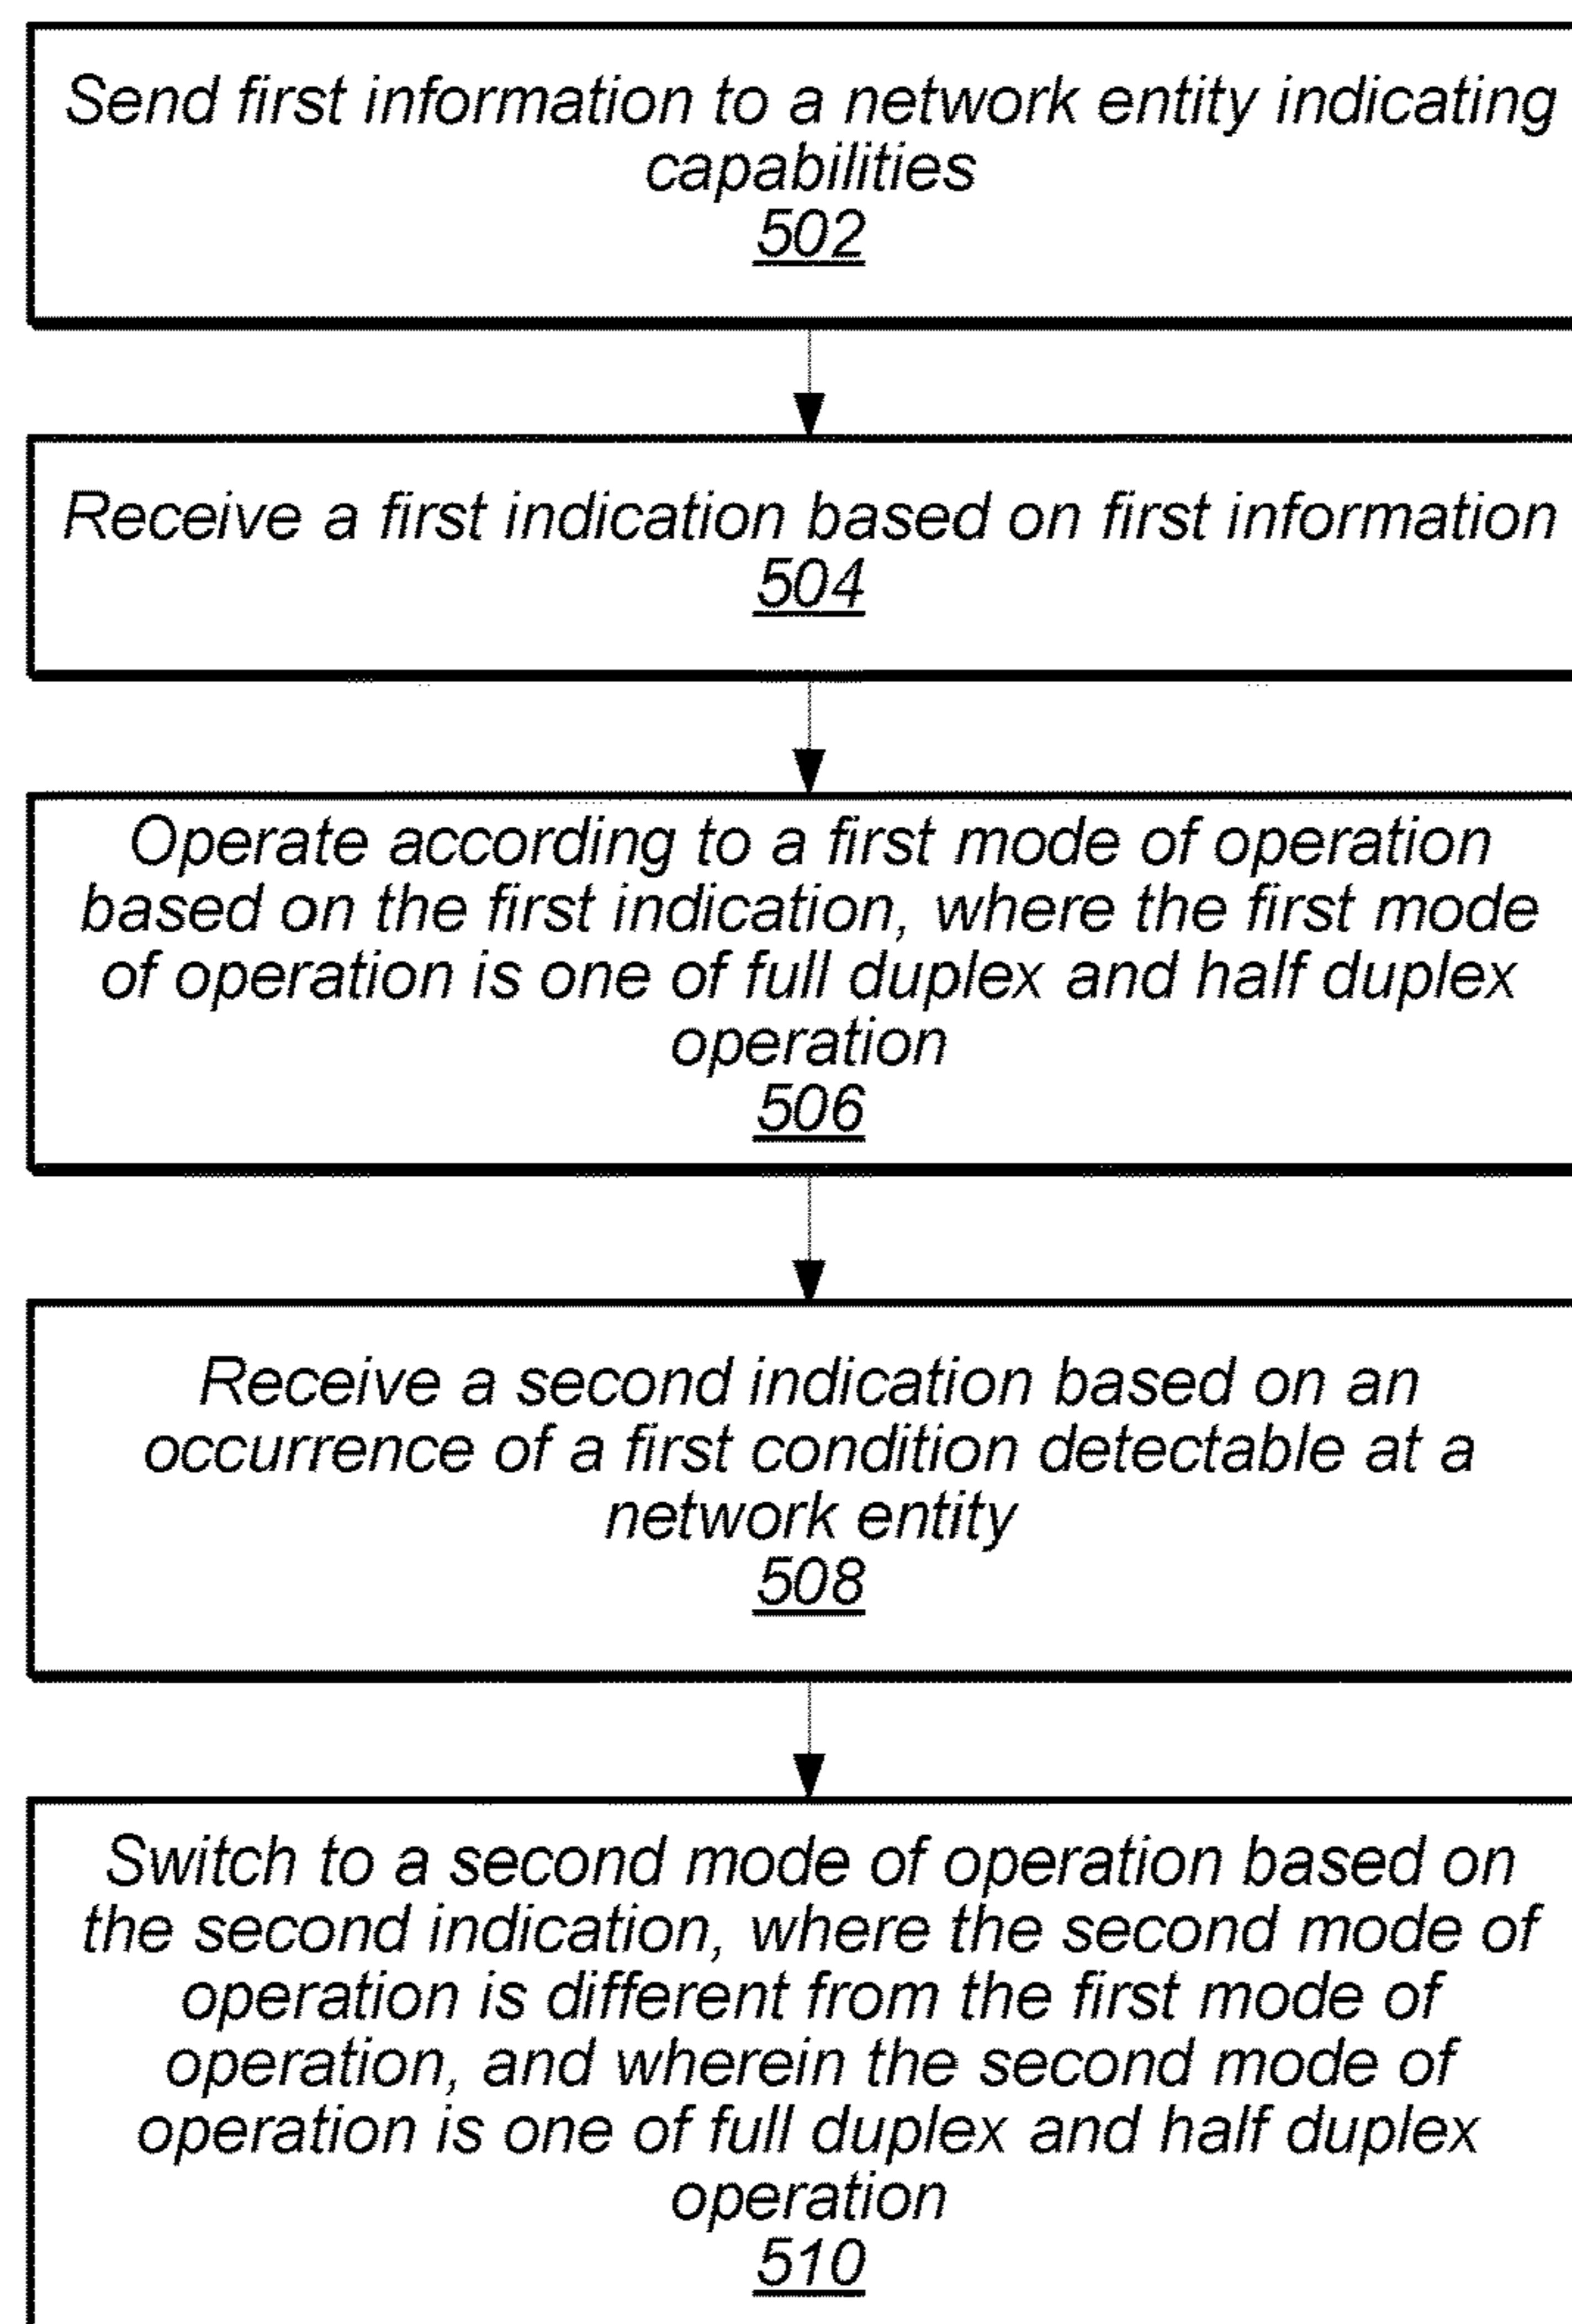 Send first information to a network entity indicating
capabilities
502
Receive a first indication based on first information
504
Operate according to a first mode of operation
based on the first indication, where the first mode
of operation is one of full duplex and half duplex
operation
506
Receive a second indication based on an
occurrence of a first condition detectable at a
network entity
508
Switch to a second mode of operation based on
the second indication, where the second mode of
operation is different from the first mode of
operation, and wherein the second mode of
operation is one of full duplex and half duplex
operation
510